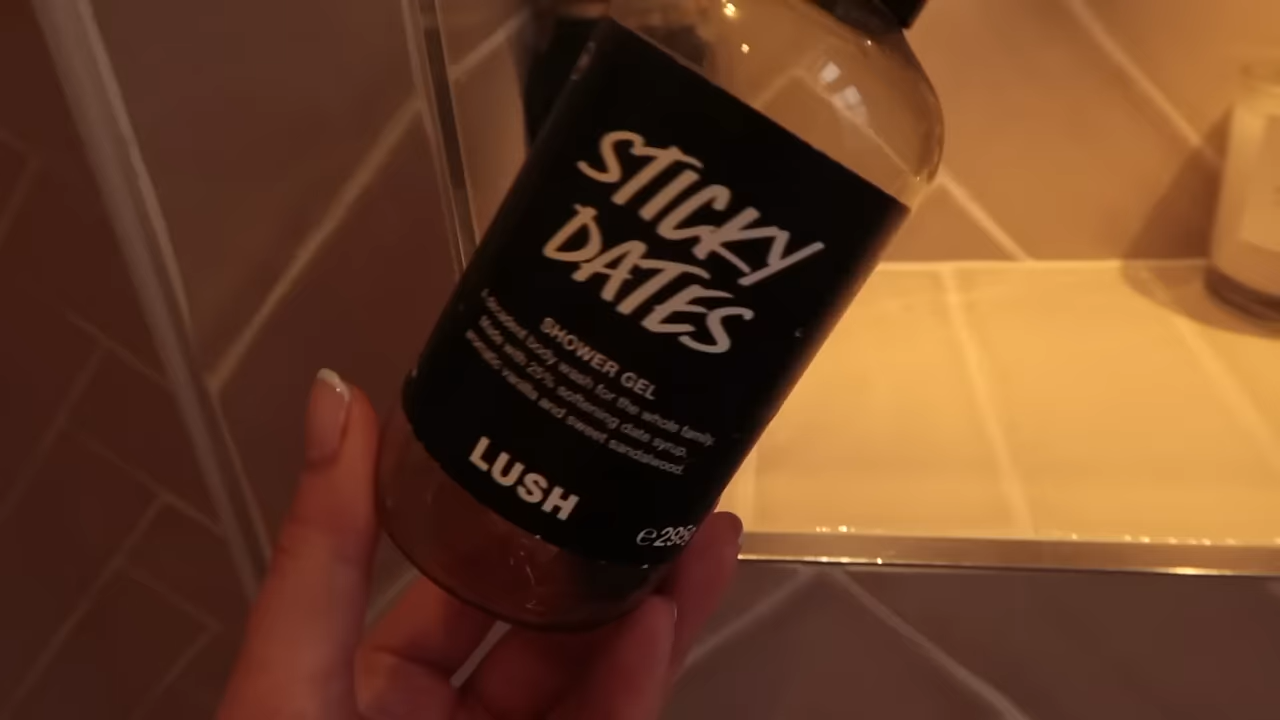 STICKY
DATES
SHOWER GEL
A decadent body wash for the whole family.
Made with 25% softening date syrup,
aromatic vanilla and sweet sandalwood.
LUSH
e295g